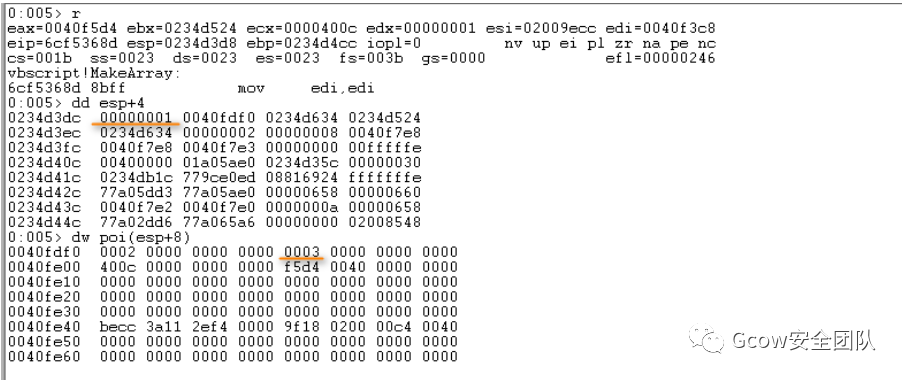 0:005> r
eax=0040f5d4 ebx=0234d524 ecx=0000400c edx=00000001 esi=02009ecc edi=0040f3c8
eip=6cf5368d esp=0234d3d8 ebp=0234d4cc iopl=0 nv up ei pl zr na pe nc
cs=001b ss=0023 ds=0023 es=0023 fs=003b gs=0000 efl=00000246
vbscript!MakeArray:
6cf5368d 8bff mov edi,edi
0:005> dd esp+4
0234d3dc 00000001 0040fdf0 0234d634 0234d524
0234d3ec 0234d634 00000002 00000008 0040f7e8
0234d3fc 0040f7e8 0040f7e3 00000000 00fffffe
0234d40c 00400000 01a05ae0 0234d35c 00000030
0234d41c 0234db1c 779ce0ed 08816924 fffffffe
0234d42c 77a05dd3 77a05ae0 00000658 00000660
0234d43c 0040f7e2 0040f7e0 0000000a 00000658
0234d44c 77a02dd6 77a065a6 00000000 02008548
0:005> dw poi(esp+8)
0040fdf0 0002 0000 0000 0000 0003 0000 0000 0000
0040fe00 400c 0000 0000 0000 f5d4 0040 0000 0000
0040fe10 0000 0000 0000 0000 0000 0000 0000 0000
0040fe20 0000 0000 0000 0000 0000 0000 0000 0000
0040fe30 0000 0000 0000 0000 0000 0000 0000 0000
0040fe40 becc 3a11 2ef4 0000 9f18 0200 00c4 0040
0040fe50 0000 0000 0000 0000 0000 0000 0000 0000
0040fe60 0000 0000 0000 0000 0000 0000 0000 0000
Gcow安全团队